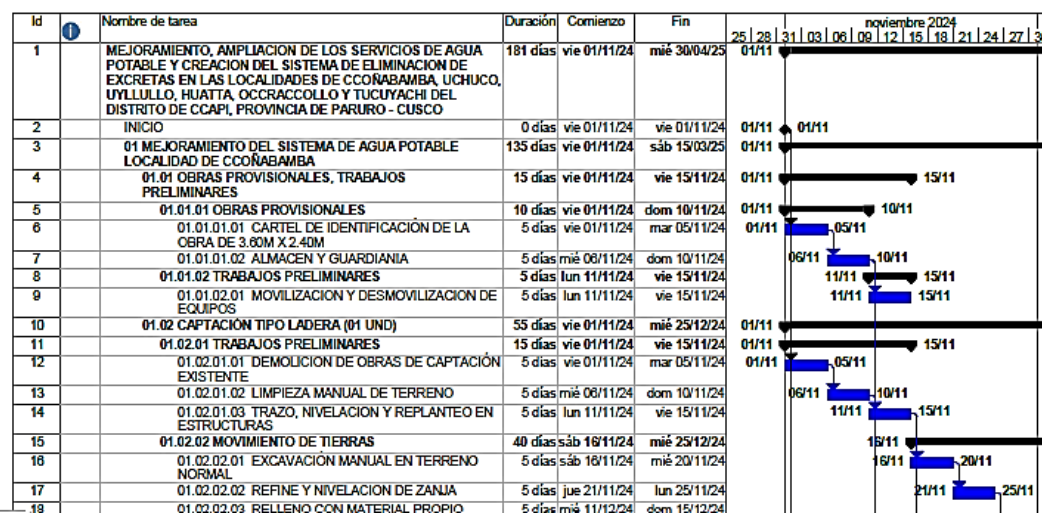 Id Nombre de tarea Duración Comienzo Fin noviembre 2024
25 28 31 03 06 09 12 15 18 21 24 27
1 MEJORAMIENTO, AMPLIACION DE LOS SERVICIOS DE AGUA 181 días vie 01/11/24 mié 30/04/25 01/11
POTABLE Y CREACION DEL SISTEMA DE ELIMINACION DE
EXCRETAS EN LAS LOCALIDADES DE CCOÑABAMBA, UCHUCO,
UYLLULLO, HUATTA, OCCRACCOLLO Y TUCUYACHI DEL
DISTRITO DE CCAPI, PROVINCIA DE PARURO - CUSCO
2 INICIO 0 días vie 01/11/24 vie 01/11/24 01/11 01/11
3 01 MEJORAMIENTO DEL SISTEMA DE AGUA POTABLE 135 días vie 01/11/24 sáb 15/03/25 01/11
LOCALIDAD DE CCOÑABAMBA
4 01.01 OBRAS PROVISIONALES, TRABAJOS 15 días vie 01/11/24 vie 15/11/24 01/11 15/11
PRELIMINARES
5 01.01.01 OBRAS PROVISIONALES 10 días vie 01/11/24 dom 10/11/24 01/11 10/11
6 01.01.01.01 CARTEL DE IDENTIFICACIÓN DE LA 5 días vie 01/11/24 mar 05/11/24 01/11 05/11
OBRA DE 3.60M X 2.40M
7 01.01.01.02 ALMACEN Y GUARDIANIA 5 días mié 06/11/24 dom 10/11/24 06/11 10/11
8 01.01.02 TRABAJOS PRELIMINARES 5 días lun 11/11/24 vie 15/11/24 11/11 15/11
9 01.01.02.01 MOVILIZACION Y DESMOVILIZACION DE 5 días lun 11/11/24 vie 15/11/24 11/11 15/11
EQUIPOS
10 01.02 CAPTACIÓN TIPO LADERA (01 UND) 55 días vie 01/11/24 mié 25/12/24 01/11
11 01.02.01 TRABAJOS PRELIMINARES 15 días vie 01/11/24 vie 15/11/24 01/11 15/11
12 01.02.01.01 DEMOLICION DE OBRAS DE CAPTACIÓN 5 días vie 01/11/24 mar 05/11/24 01/11 05/11
EXISTENTE
13 01.02.01.02 LIMPIEZA MANUAL DE TERRENO 5 días mié 06/11/24 dom 10/11/24 06/11 10/11
14 01.02.01.03 TRAZO, NIVELACION Y REPLANTEO EN 5 días lun 11/11/24 vie 15/11/24 11/11 15/11
ESTRUCTURAS
15 01.02.02 MOVIMIENTO DE TIERRAS 40 días sáb 16/11/24 mié 25/12/24 16/11
16 01.02.02.01 EXCAVACIÓN MANUAL EN TERRENO 5 días sáb 16/11/24 mié 20/11/24 16/11 20/11
NORMAL
17 01.02.02.02 REFINE Y NIVELACION DE ZANJA 5 días jue 21/11/24 lun 25/11/24 21/11 25/11
18 01.02.02.03 RELLENO CON MATERIAL PROPIO 5 días mié 11/12/24 dom 15/12/24